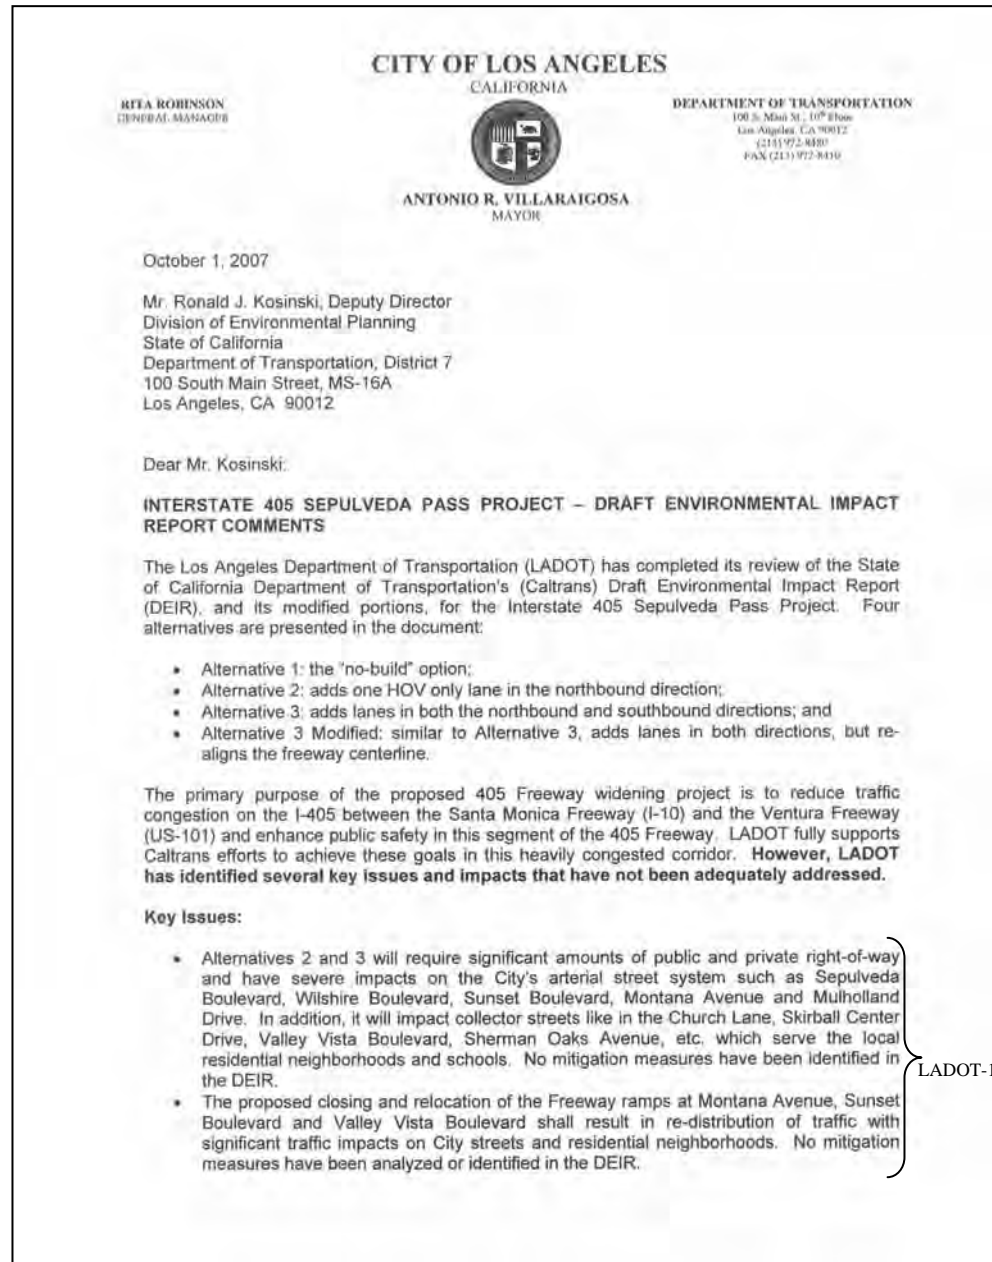 CITY OF LOS ANGELES
CALIFORNIA
RITA ROBINSON
GENERAL MANAGER
DEPARTMENT OF TRANSPORTATION
100 S. Main St., 10th Floor
Los Angeles, CA 90012
(213) 972-8480
FAX (213) 972-8410
ANTONIO R. VILLARAIGOSA
MAYOR
October 1, 2007
Mr. Ronald J. Kosinski, Deputy Director
Division of Environmental Planning
State of California
Department of Transportation, District 7
100 South Main Street, MS-16A
Los Angeles, CA 90012
Dear Mr. Kosinski:
INTERSTATE 405 SEPULVEDA PASS PROJECT – DRAFT ENVIRONMENTAL IMPACT
REPORT COMMENTS
The Los Angeles Department of Transportation (LADOT) has completed its review of the State
of California Department of Transportation's (Caltrans) Draft Environmental Impact Report
(DEIR), and its modified portions, for the Interstate 405 Sepulveda Pass Project. Four
alternatives are presented in the document:
• Alternative 1: the "no-build" option;
• Alternative 2: adds one HOV only lane in the northbound direction;
• Alternative 3: adds lanes in both the northbound and southbound directions; and
• Alternative 3 Modified: similar to Alternative 3, adds lanes in both directions, but re-
aligns the freeway centerline.
The primary purpose of the proposed 405 Freeway widening project is to reduce traffic
congestion on the I-405 between the Santa Monica Freeway (I-10) and the Ventura Freeway
(US-101) and enhance public safety in this segment of the 405 Freeway. LADOT fully supports
Caltrans efforts to achieve these goals in this heavily congested corridor. However, LADOT
has identified several key issues and impacts that have not been adequately addressed.
Key Issues:
• Alternatives 2 and 3 will require significant amounts of public and private right-of-way
and have severe impacts on the City's arterial street system such as Sepulveda
Boulevard, Wilshire Boulevard, Sunset Boulevard, Montana Avenue and Mulholland
Drive. In addition, it will impact collector streets like in the Church Lane, Skirball Center
Drive, Valley Vista Boulevard, Sherman Oaks Avenue, etc. which serve the local
residential neighborhoods and schools. No mitigation measures have been identified in
the DEIR.
• The proposed closing and relocation of the Freeway ramps at Montana Avenue, Sunset
Boulevard and Valley Vista Boulevard shall result in re-distribution of traffic with
significant traffic impacts on City streets and residential neighborhoods. No mitigation
measures have been analyzed or identified in the DEIR.
LADOT-1